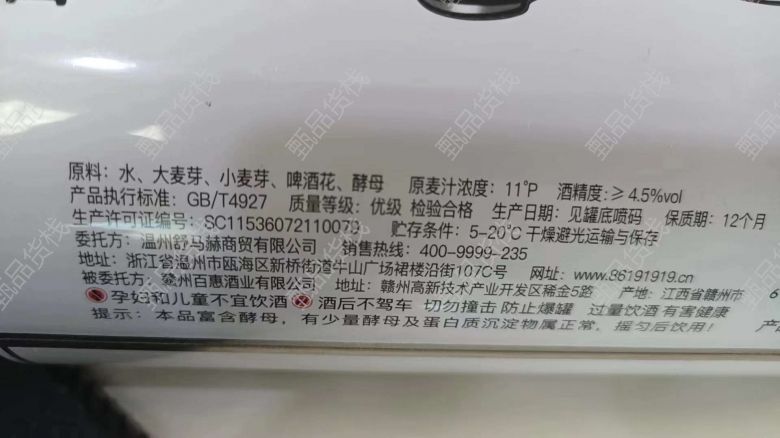 原料：水、大麦芽、小麦芽、啤酒花、酵母 原麦汁浓度：11°P 酒精度：≥4.5%vol
产品执行标准：GB/T4927 质量等级：优级 检验合格 生产日期：见罐底喷码 保质期：12个月
生产许可证编号：SC11536072110073 贮存条件：5-20℃干燥避光运输与保存
委托方：温州舒马赫商贸有限公司 销售热线：400-9999-235
地址：浙江省温州市瓯海区新桥街道牛山广场裙楼沿街107C号 网址：www.86191919.cn
被委托方：赣州百惠酒业有限公司 地址：赣州高新技术产业开发区稀金5路 产地：江西省赣州市
孕妇和儿童不宜饮酒 酒后不驾车 切勿撞击 防止爆罐 过量饮酒有害健康
提示：本品富含酵母，有少量酵母及蛋白质沉淀物属正常，摇匀后饮用！
甄品货栈